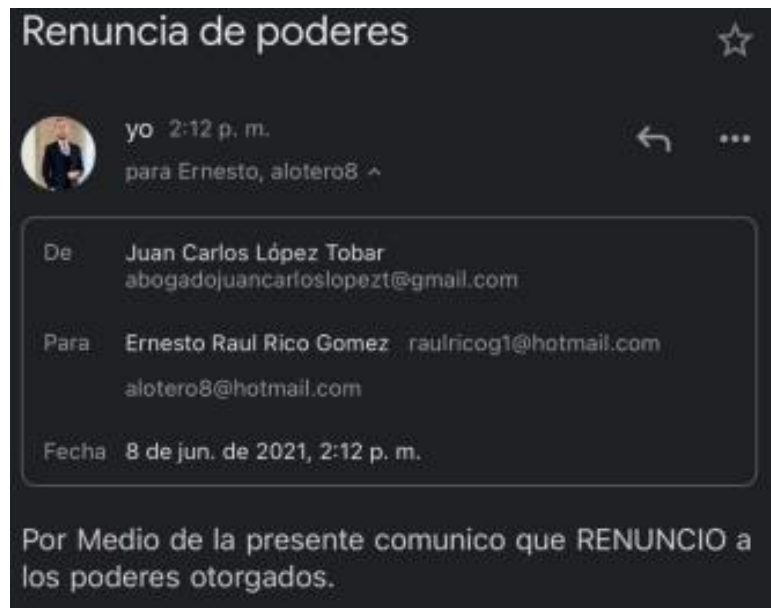 Renuncia de poderes
yo 2:12 p. m.
para Ernesto, alotero8
De Juan Carlos López Tobar
abogadojuancarloslopezt@gmail.com
Para Ernesto Raul Rico Gomez raulricog1@hotmail.com
alotero8@hotmail.com
Fecha 8 de jun. de 2021, 2:12 p. m.
Por Medio de la presente comunico que RENUNCIO a
los poderes otorgados.